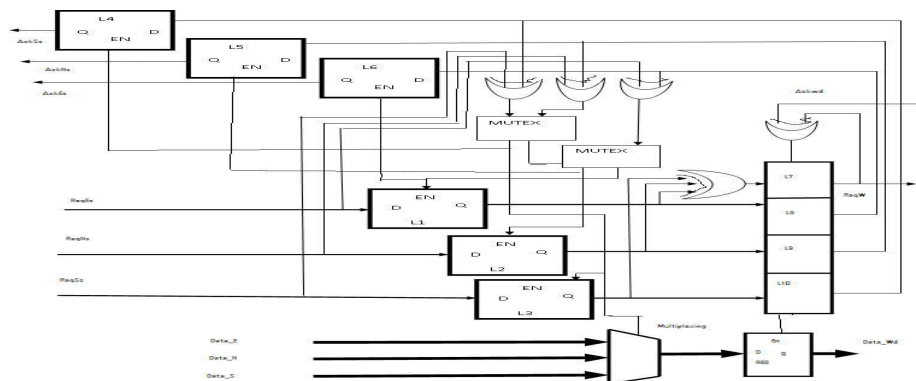 L4
Q D
EN
L5
Q D
EN
L6
Q D
EN
AckSs
AckNs
AckEs
MUTEX
MUTEX
Ackwd
L7
ReqW
L8
L9
L10
ReqEs
EN
D Q
L1
ReqNs
EN
D Q
L2
ReqSs
EN
D Q
L3
Multiplexing
Data_E
Data_N
Data_S
En
D Q
REG
Data_Wd